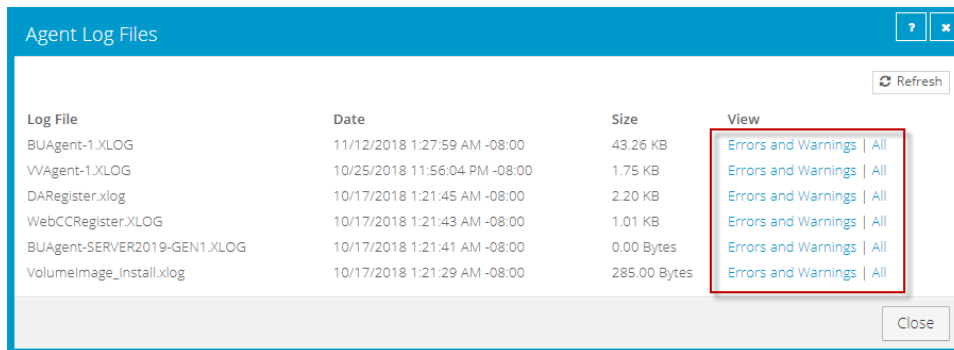 Agent Log Files
? ×
Refresh
Log File Date Size View
BUAgent-1.XLOG 11/12/2018 1:27:59 AM -08:00 43.26 KB Errors and Warnings | All
VVAgent-1.XLOG 10/25/2018 11:56:04 PM -08:00 1.75 KB Errors and Warnings | All
DARegister.xlog 10/17/2018 1:21:45 AM -08:00 2.20 KB Errors and Warnings | All
WebCCRegister.XLOG 10/17/2018 1:21:43 AM -08:00 1.01 KB Errors and Warnings | All
BUAgent-SERVER2019-GEN1.XLOG 10/17/2018 1:21:41 AM -08:00 0.00 Bytes Errors and Warnings | All
VolumeImage_Install.xlog 10/17/2018 1:21:29 AM -08:00 285.00 Bytes Errors and Warnings | All
Close